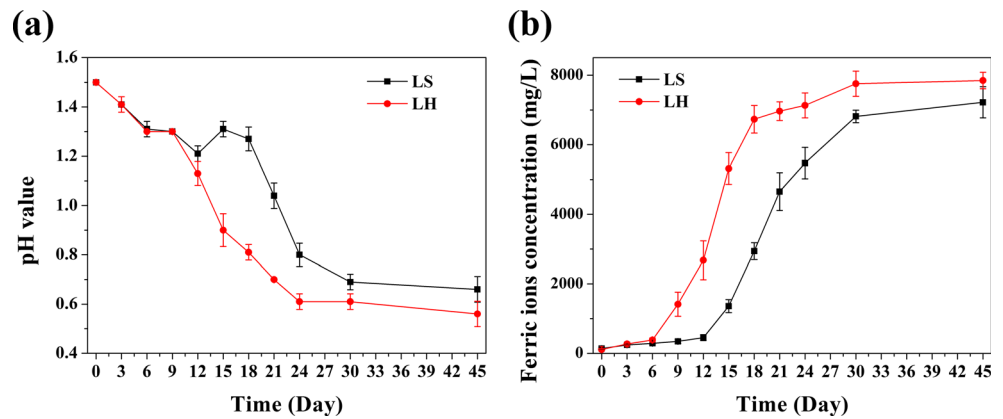 (a)
1.6
1.4
1.2
1.0
0.8
0.6
0.4
pH value
LS
LH
0 3 6 9 12 15 18 21 24 27 30 33 36 39 42 45
Time (Day)
(b)
8000
6000
4000
2000
0
Ferric ions concentration (mg/L)
LS
LH
0 3 6 9 12 15 18 21 24 27 30 33 36 39 42 45
Time (Day)